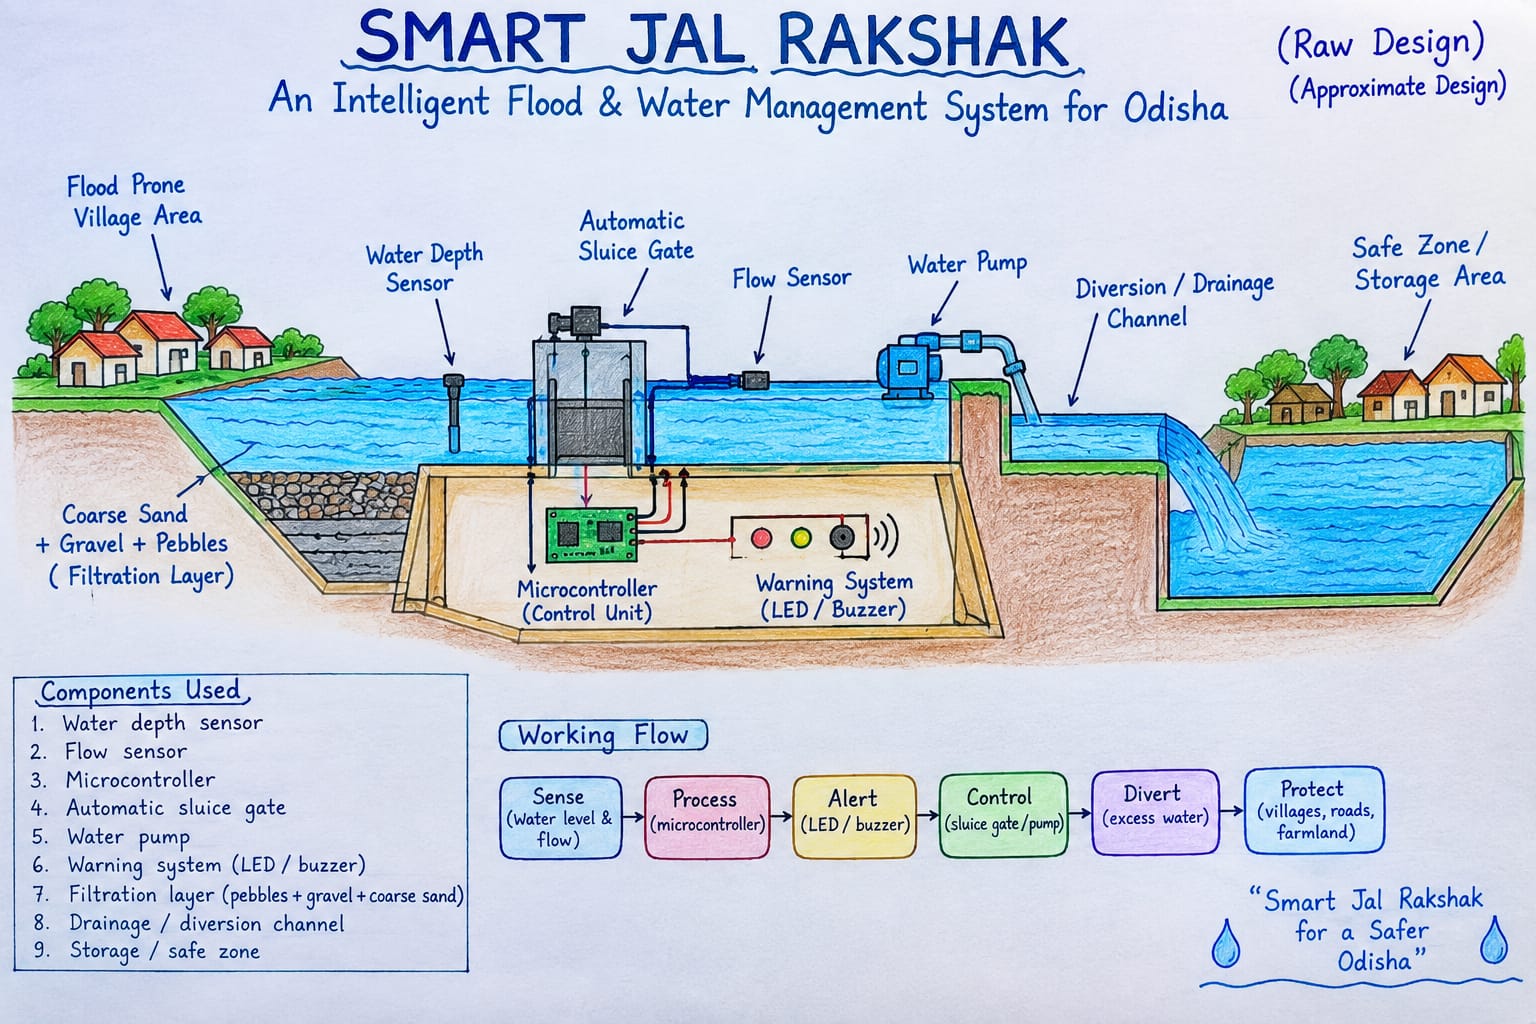 SMART JAL RAKSHAK
(Raw Design)
An Intelligent Flood & Water Management System for Odisha
(Approximate Design)
Flood Prone
Village Area
Water Depth
Sensor
Automatic
Sluice Gate
Flow Sensor
Water Pump
Diversion / Drainage
Channel
Safe Zone /
Storage Area
Coarse Sand
+ Gravel + Pebbles
( Filtration Layer)
Microcontroller
(Control Unit)
Warning System
(LED / Buzzer)
Components Used
1. Water depth sensor
2. Flow sensor
3. Microcontroller
4. Automatic sluice gate
5. Water pump
6. Warning system (LED / buzzer)
7. Filtration layer (pebbles + gravel + coarse sand)
8. Drainage / diversion channel
9. Storage / safe zone
Working Flow
Sense
(water level &
flow)
Process
(microcontroller)
Alert
(LED / buzzer)
Control
(sluice gate / pump)
Divert
(excess water)
Protect
(villages, roads,
farmland)
"Smart Jal Rakshak
for a Safer
Odisha"